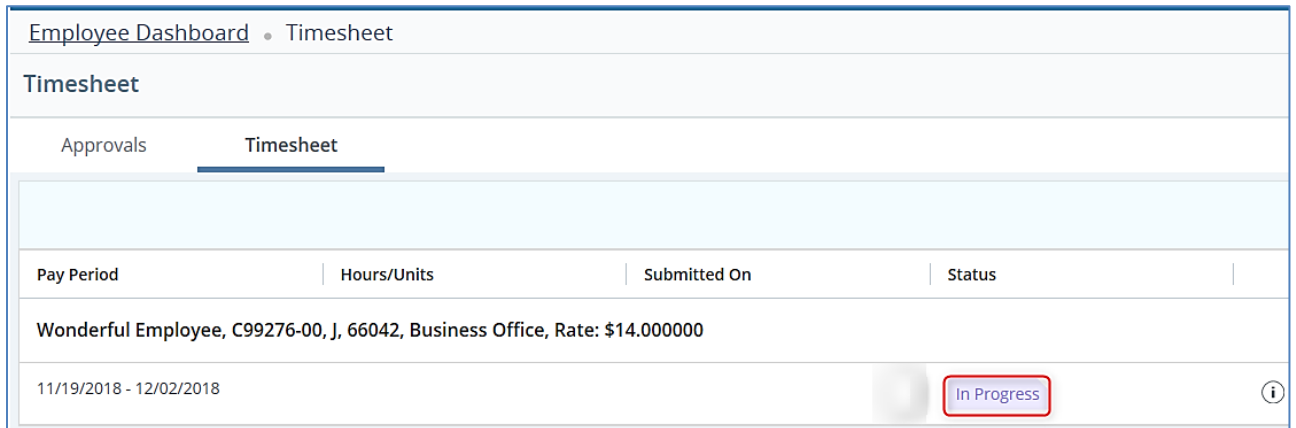 Employee Dashboard • Timesheet
Timesheet
Approvals Timesheet
Pay Period Hours/Units Submitted On Status
Wonderful Employee, C99276-00, J, 66042, Business Office, Rate: $14.000000
11/19/2018 - 12/02/2018 In Progress